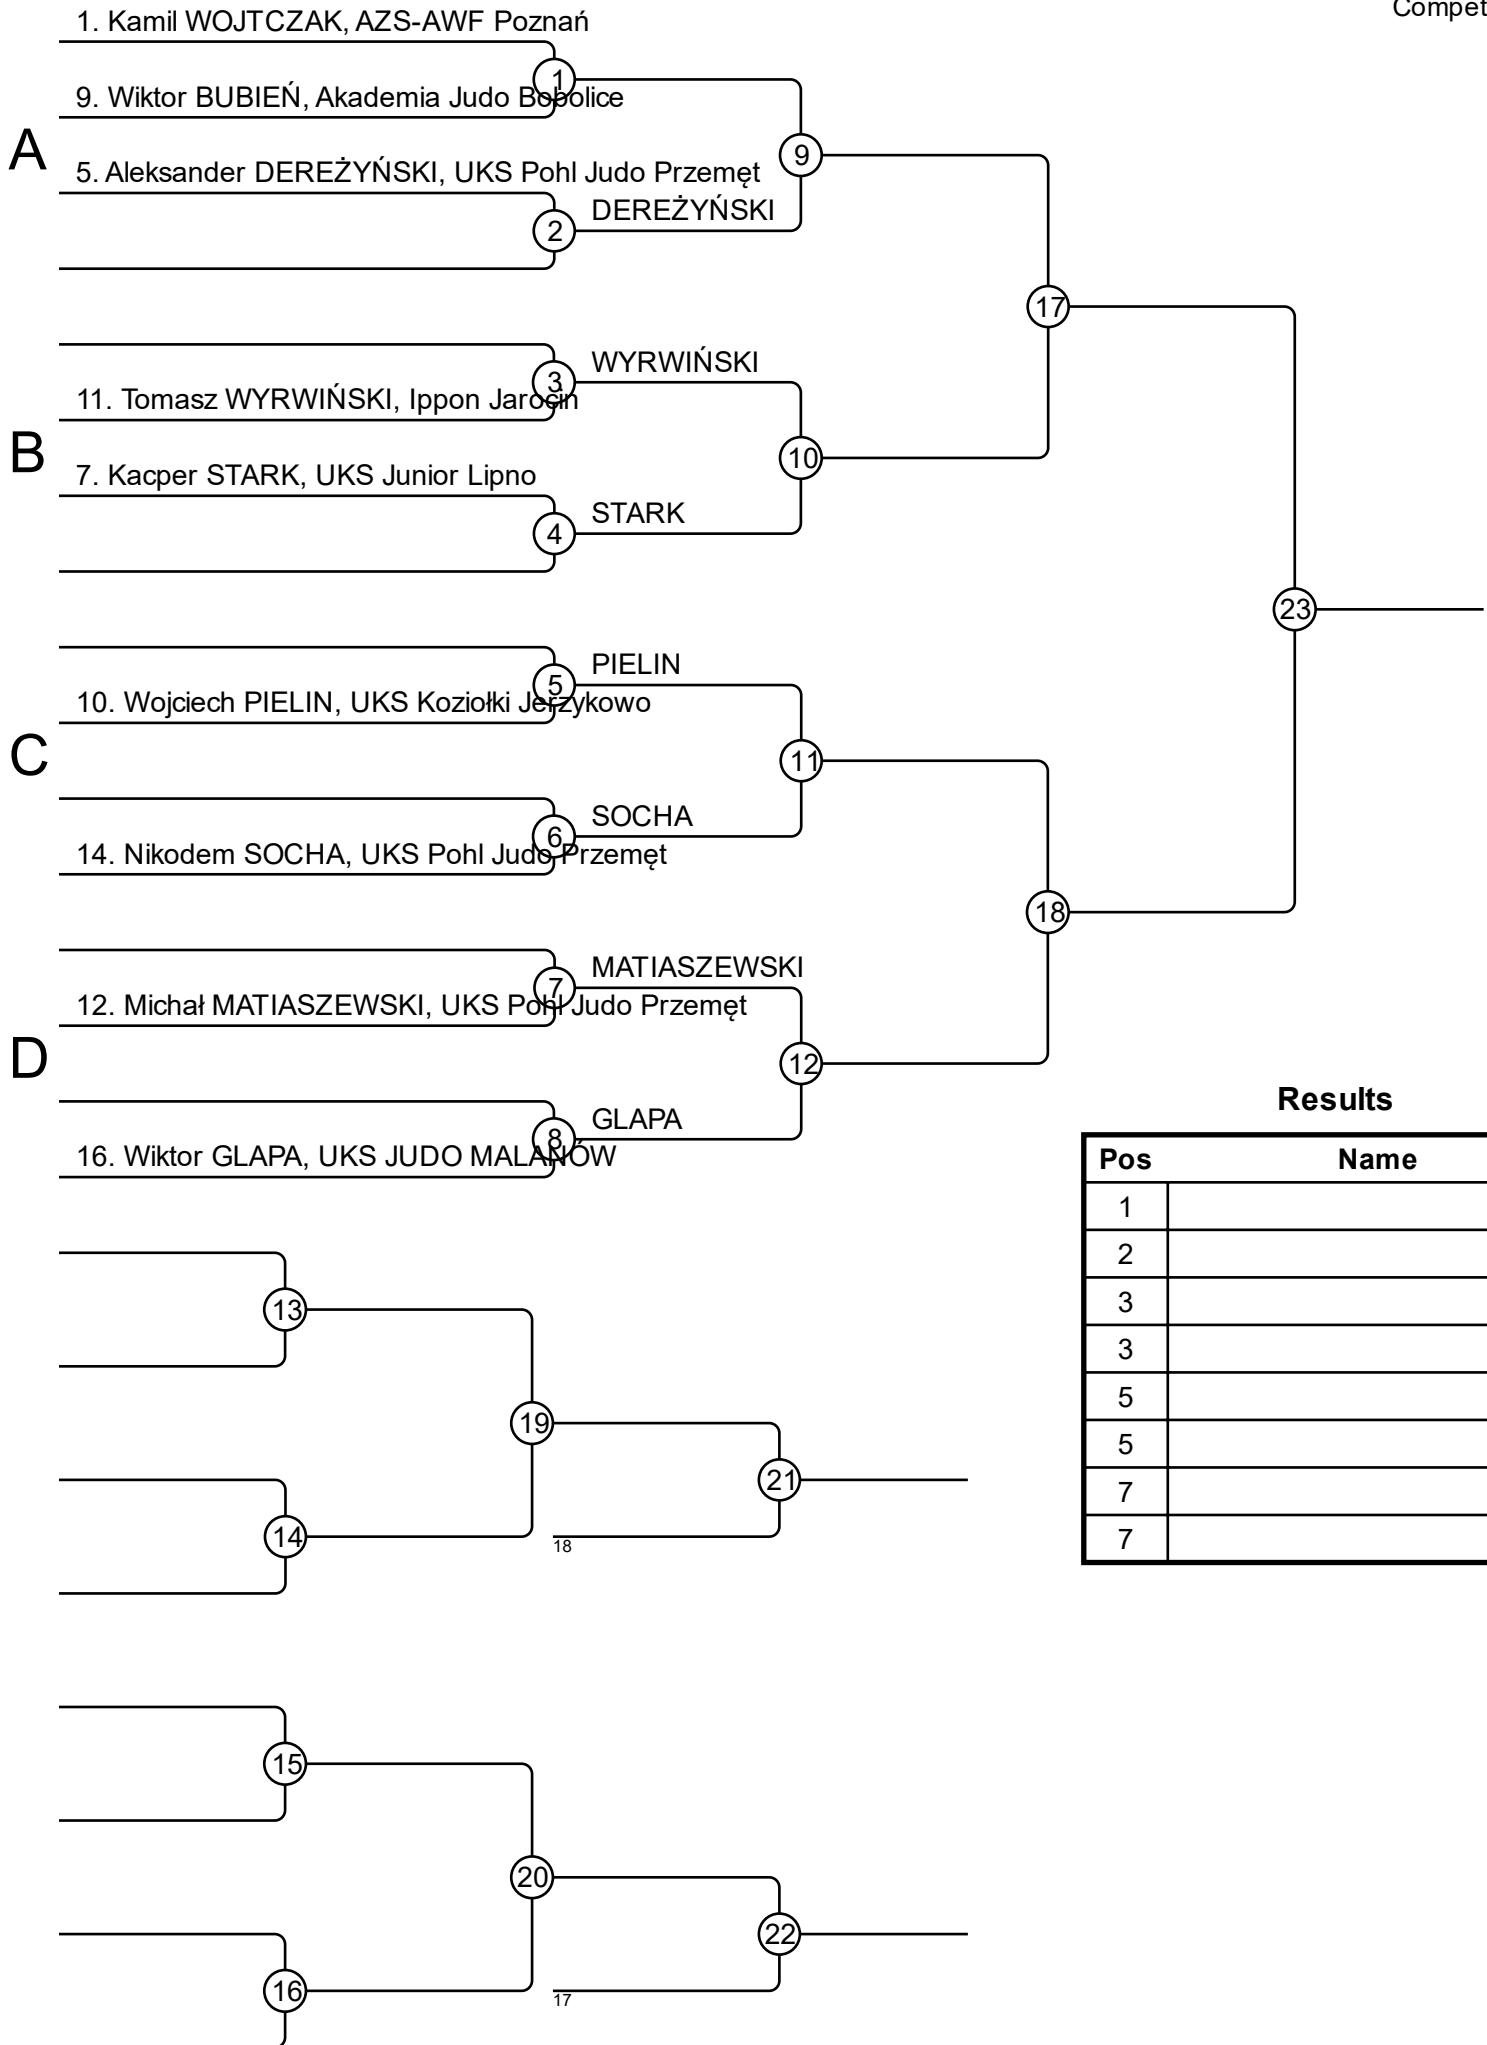 Compet
1. Kamil WOJTCZAK, AZS-AWF Poznań
1
9. Wiktor BUBIEŃ, Akademia Judo Bobolice
A
9
5. Aleksander DEREŻYŃSKI, UKS Pohl Judo Przemęt
DEREŻYŃSKI
2
17
WYRWIŃSKI
3
11. Tomasz WYRWIŃSKI, Ippon Jarocin
B
10
7. Kacper STARK, UKS Junior Lipno
STARK
4
23
PIELIN
5
10. Wojciech PIELIN, UKS Koziołki Jerzykowo
C
11
SOCHA
6
14. Nikodem SOCHA, UKS Pohl Judo Przemęt
18
MATIASZEWSKI
7
12. Michał MATIASZEWSKI, UKS Pohl Judo Przemęt
D
12
GLAPA
8
16. Wiktor GLAPA, UKS JUDO MALANÓW
Results
Pos Name
1
2
3
3
5
5
7
7
13
19
21
14
18
15
20
22
16
17